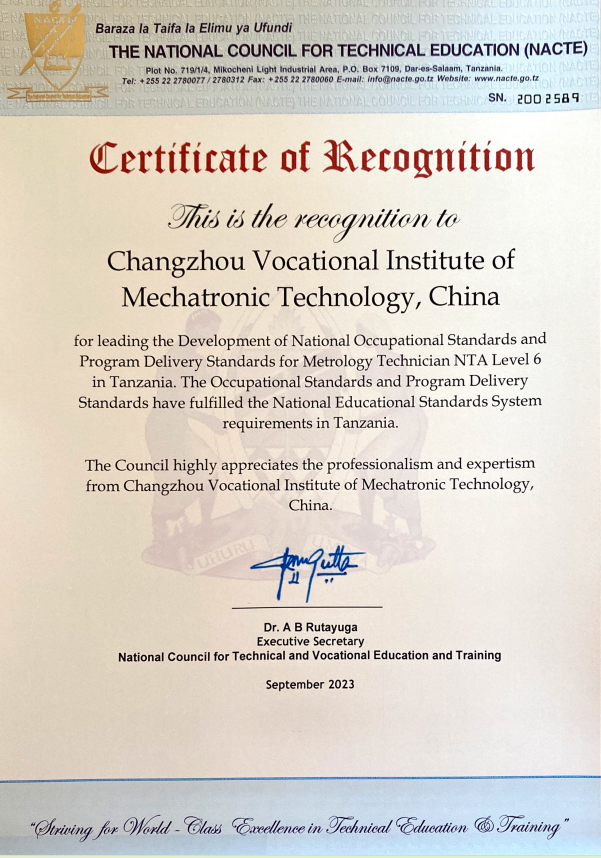 Baraza la Taifa la Elimu ya Ufundi
THE NATIONAL COUNCIL FOR TECHNICAL EDUCATION (NACTE)
Plot No. 719/1/4, Mikocheni Light Industrial Area, P.O. Box 7109, Dar-es-Salaam, Tanzania.
Tel: +255 22 2780077 / 2780312 Fax: +255 22 2780060 E-mail: info@nacte.go.tz Website: www.nacte.go.tz
SN. 2002589
Certificate of Recognition
This is the recognition to
Changzhou Vocational Institute of
Mechatronic Technology, China
for leading the Development of National Occupational Standards and
Program Delivery Standards for Metrology Technician NTA Level 6
in Tanzania. The Occupational Standards and Program Delivery
Standards have fulfilled the National Educational Standards System
requirements in Tanzania.
The Council highly appreciates the professionalism and expertism
from Changzhou Vocational Institute of Mechatronic Technology,
China.
UHURU
Dr. A B Rutayuga
Executive Secretary
National Council for Technical and Vocational Education and Training
September 2023
"Striving for World - Class Excellence in Technical Education & Training"